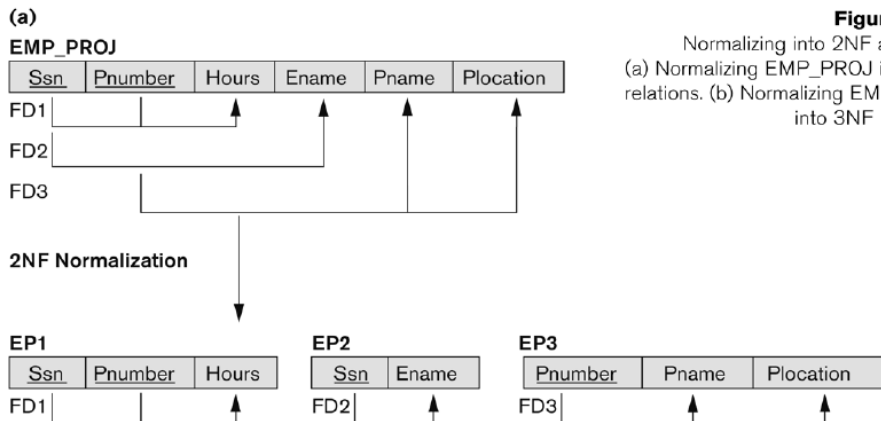 (a)
EMP_PROJ
Ssn Pnumber Hours Ename Pname Plocation
FD1
FD2
FD3
2NF Normalization
EP1
Ssn Pnumber Hours
FD1
EP2
Ssn Ename
FD2
EP3
Pnumber Pname Plocation
FD3
Figur
Normalizing into 2NF a
(a) Normalizing EMP_PROJ i
relations. (b) Normalizing EM
into 3NF